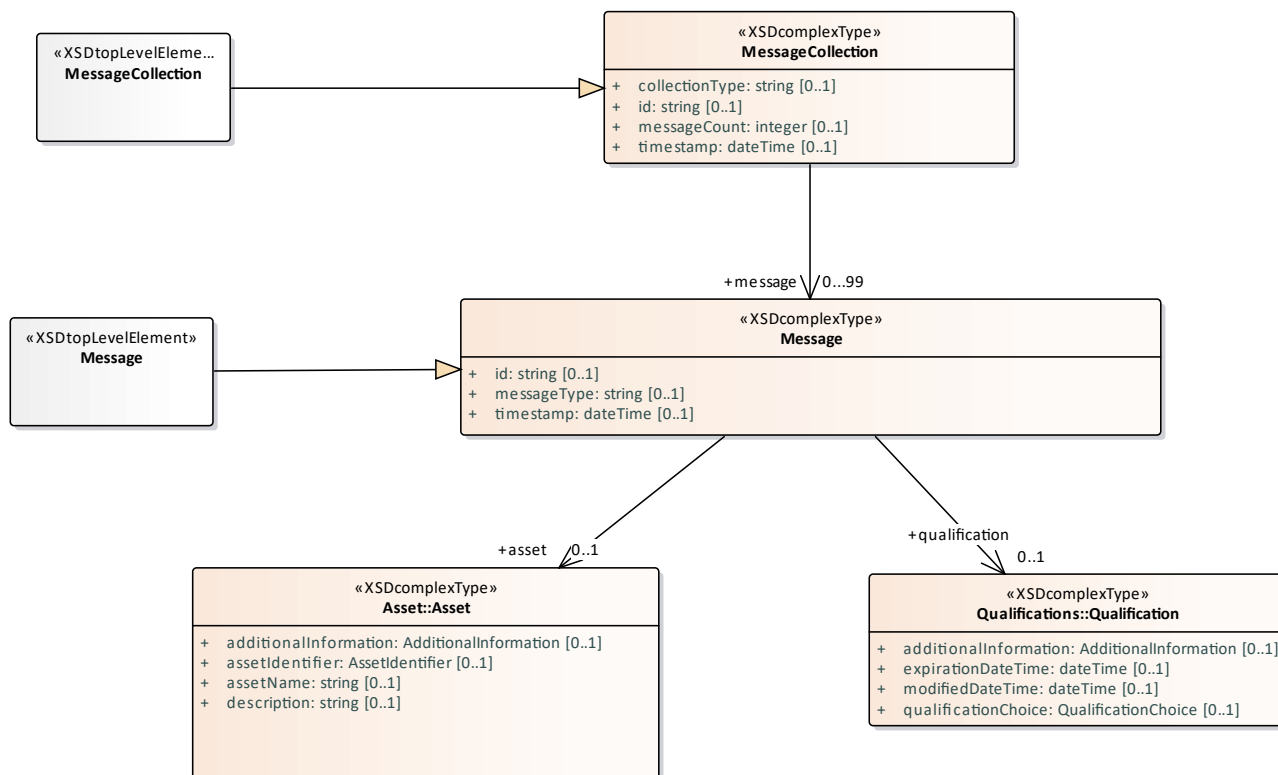 «XSDtopLevelEleme...
MessageCollection
«XSDcomplexType»
MessageCollection
+ collectionType: string [0..1]
+ id: string [0..1]
+ messageCount: integer [0..1]
+ timestamp: dateTime [0..1]
+message 0...99
«XSDtopLevelElement»
Message
«XSDcomplexType»
Message
+ id: string [0..1]
+ messageType: string [0..1]
+ timestamp: dateTime [0..1]
+asset 0..1
+qualification
0..1
«XSDcomplexType»
Asset::Asset
+ additionalInformation: AdditionalInformation [0..1]
+ assetIdentifier: AssetIdentifier [0..1]
+ assetName: string [0..1]
+ description: string [0..1]
«XSDcomplexType»
Qualifications::Qualification
+ additionalInformation: AdditionalInformation [0..1]
+ expirationDateTime: dateTime [0..1]
+ modifiedDateTime: dateTime [0..1]
+ qualificationChoice: QualificationChoice [0..1]